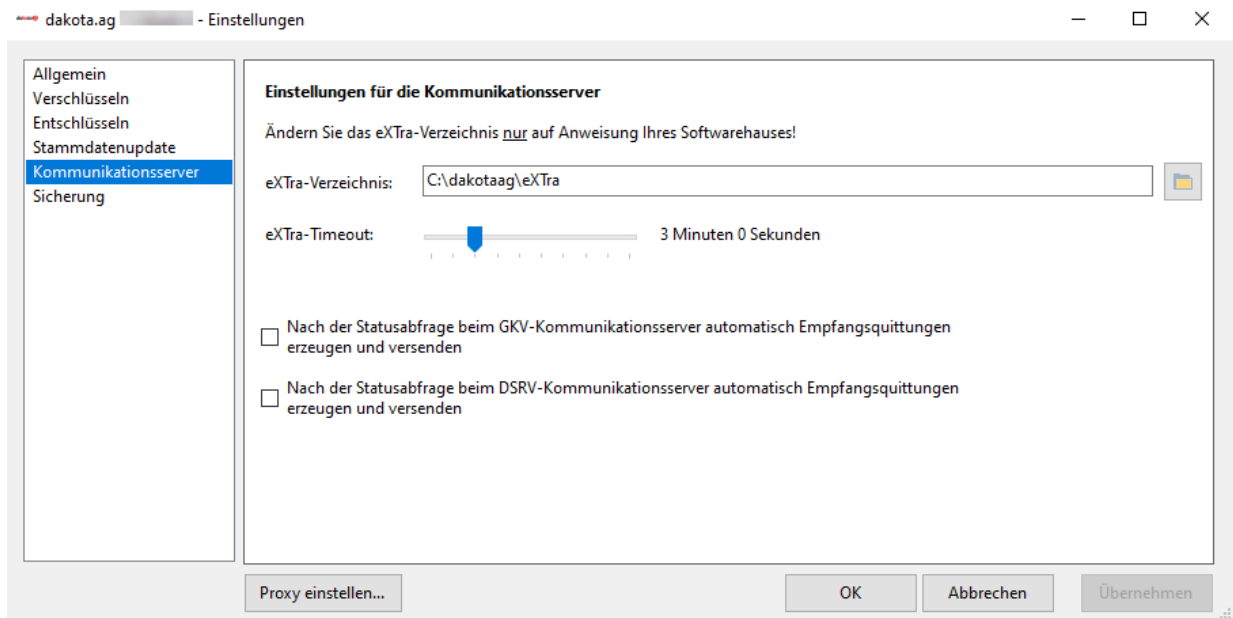 dakota.ag - Einstellungen
Allgemein
Verschlüsseln
Entschlüsseln
Stammdatenupdate
Kommunikationsserver
Sicherung
Einstellungen für die Kommunikationsserver
Ändern Sie das eXTra-Verzeichnis nur auf Anweisung Ihres Softwarehauses!
eXTra-Verzeichnis: C:\dakotaag\eXTra
eXTra-Timeout: 3 Minuten 0 Sekunden
Nach der Statusabfrage beim GKV-Kommunikationsserver automatisch Empfangsquittungen
erzeugen und versenden
Nach der Statusabfrage beim DSRV-Kommunikationsserver automatisch Empfangsquittungen
erzeugen und versenden
Proxy einstellen... OK Abbrechen Übernehmen